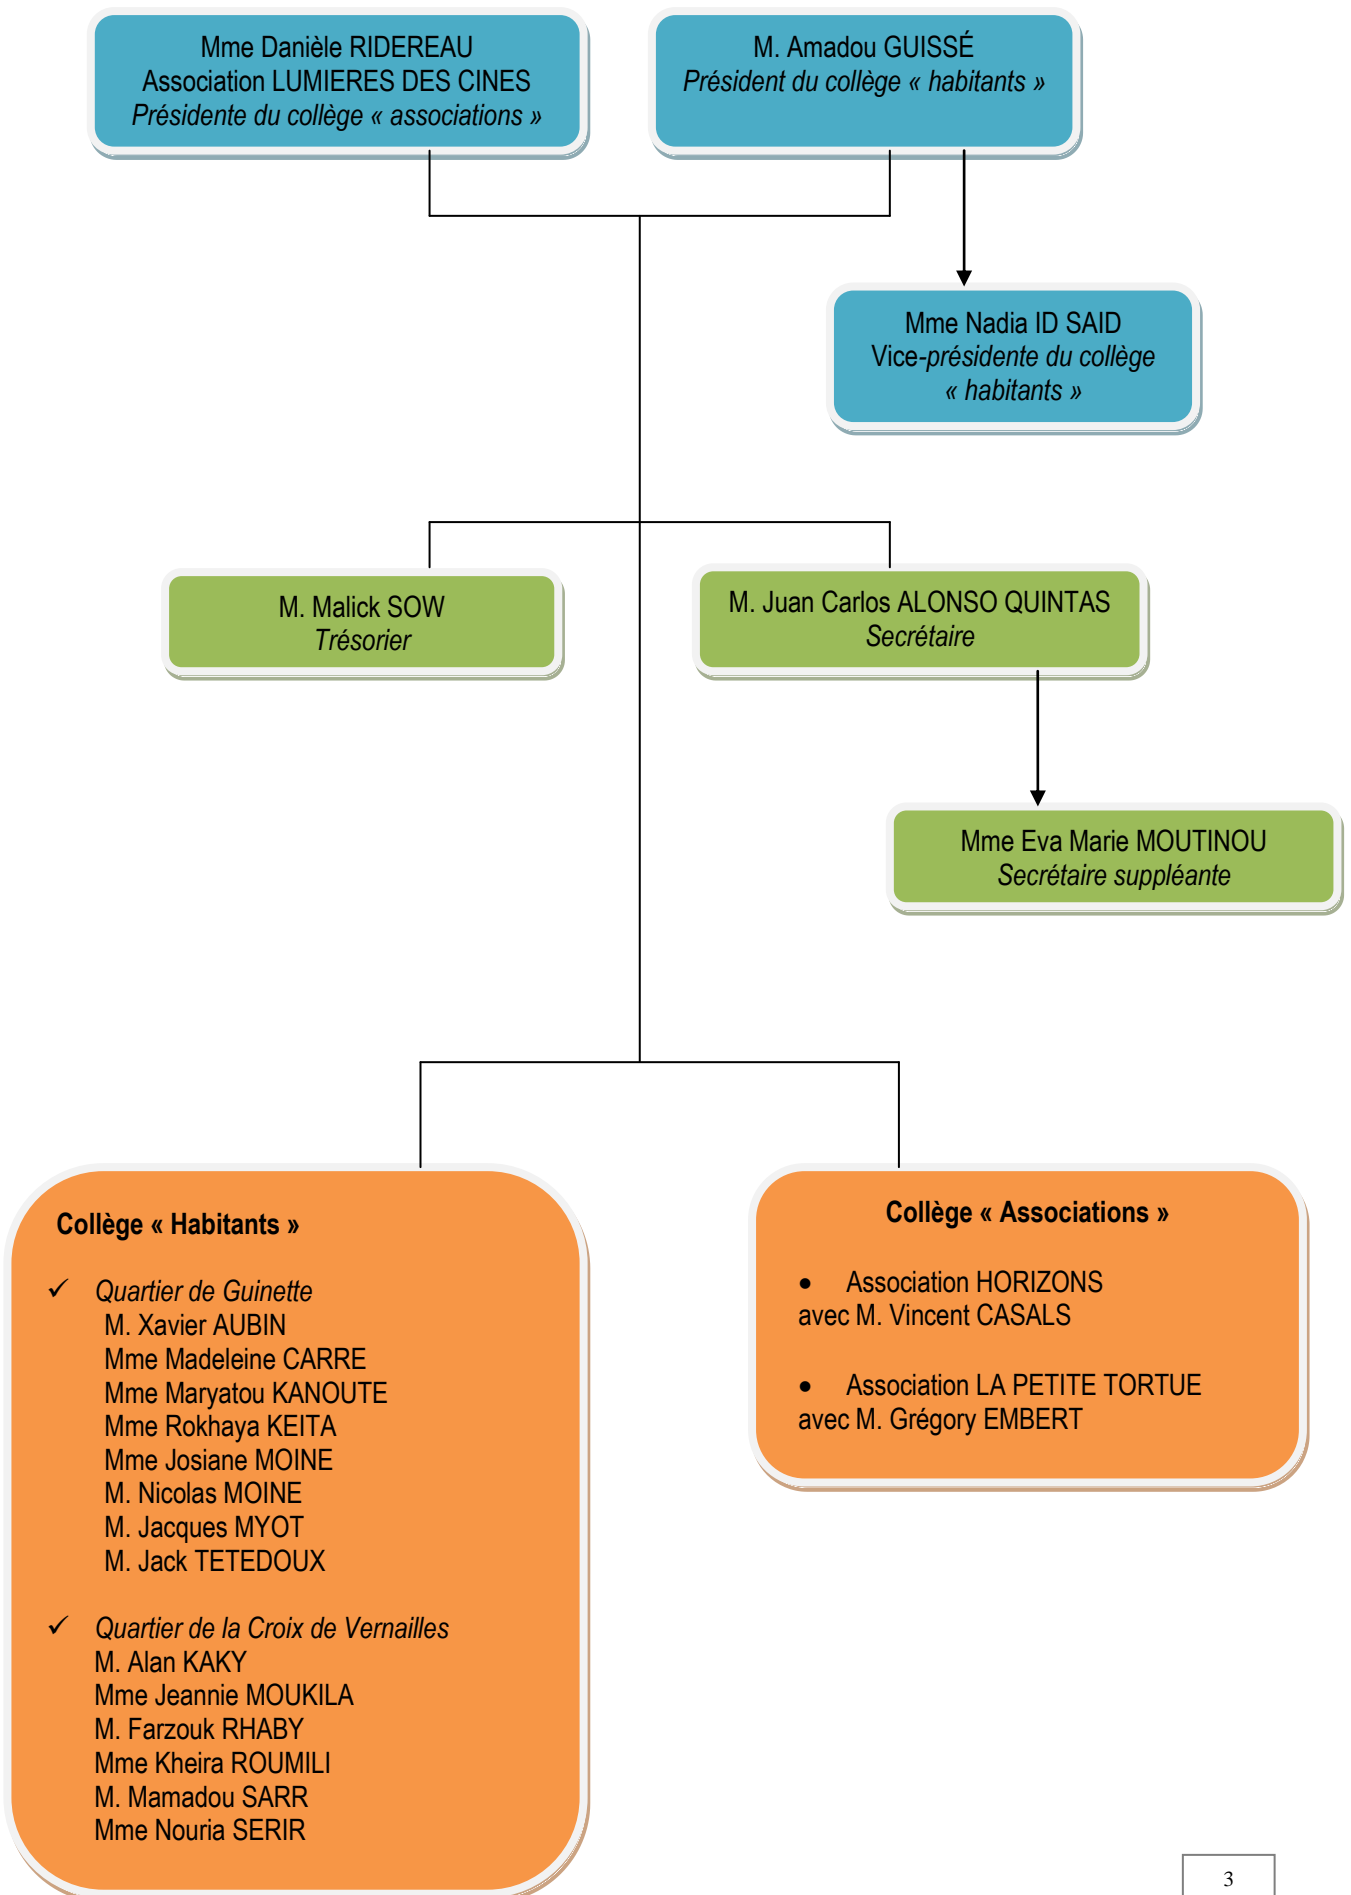 Mme Danièle RIDEREAU
Association LUMIERES DES CINES
Présidente du collège « associations »
M. Amadou GUISSÉ
Président du collège « habitants »
Mme Nadia ID SAID
Vice-présidente du collège
« habitants »
M. Malick SOW
Trésorier
M. Juan Carlos ALONSO QUINTAS
Secrétaire
Mme Eva Marie MOUTINOU
Secrétaire suppléante
Collège « Habitants »
✓ Quartier de Guinette
M. Xavier AUBIN
Mme Madeleine CARRE
Mme Maryatou KANOUTE
Mme Rokhaya KEITA
Mme Josiane MOINE
M. Nicolas MOINE
M. Jacques MYOT
M. Jack TETEDOUX
✓ Quartier de la Croix de Vernailles
M. Alan KAKY
Mme Jeannie MOUKILA
M. Farzouk RHABY
Mme Kheira ROUMILI
M. Mamadou SARR
Mme Nouria SERIR
Collège « Associations »
• Association HORIZONS
avec M. Vincent CASALS
• Association LA PETITE TORTUE
avec M. Grégory EMBERT
3